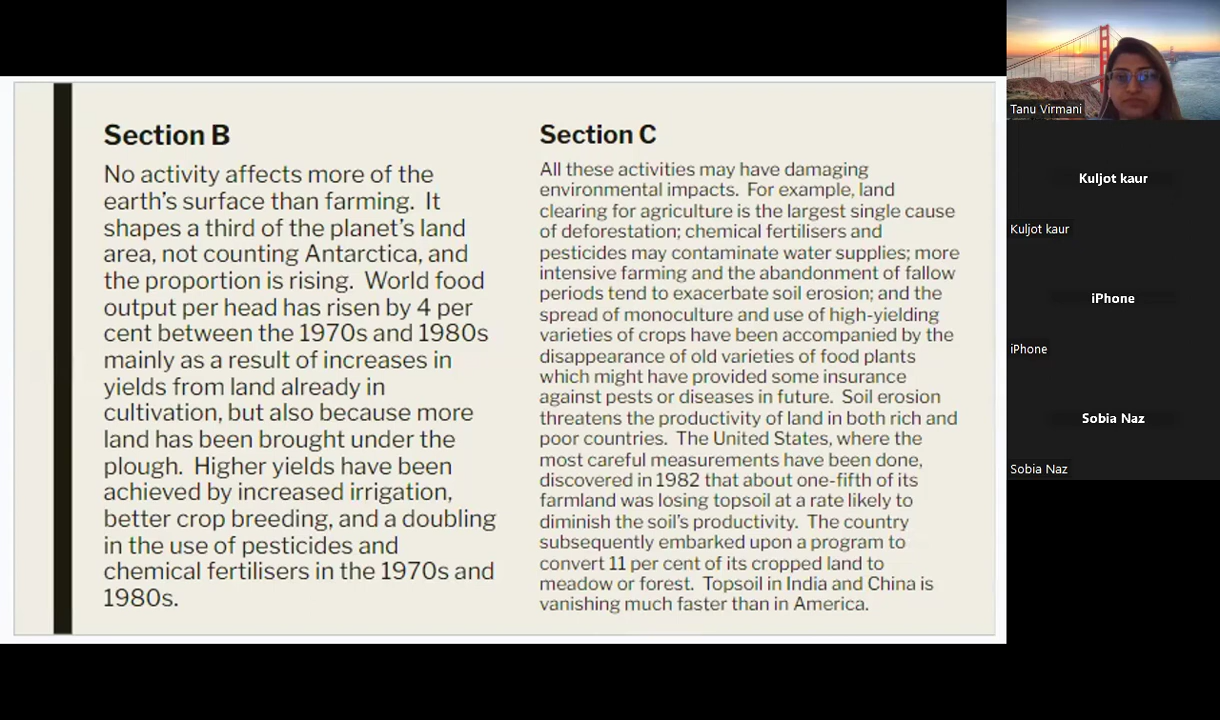 Section B
No activity affects more of the
earth's surface than farming.  It
shapes a third of the planet's land
area, not counting Antarctica, and
the proportion is rising.  World food
output per head has risen by 4 per
cent between the 1970s and 1980s
mainly as a result of increases in
yields from land already in
cultivation, but also because more
land has been brought under the
plough.  Higher yields have been
achieved by increased irrigation,
better crop breeding, and a doubling
in the use of pesticides and
chemical fertilisers in the 1970s and
1980s.
Section C
All these activities may have damaging
environmental impacts.  For example, land
clearing for agriculture is the largest single cause
of deforestation; chemical fertilisers and
pesticides may contaminate water supplies; more
intensive farming and the abandonment of fallow
periods tend to exacerbate soil erosion; and the
spread of monoculture and use of high-yielding
varieties of crops have been accompanied by the
disappearance of old varieties of food plants
which might have provided some insurance
against pests or diseases in future.  Soil erosion
threatens the productivity of land in both rich and
poor countries.  The United States, where the
most careful measurements have been done,
discovered in 1982 that about one-fifth of its
farmland was losing topsoil at a rate likely to
diminish the soil's productivity.  The country
subsequently embarked upon a program to
convert 11 per cent of its cropped land to
meadow or forest.  Topsoil in India and China is
vanishing much faster than in America.
Tanu Virmani
Kuljot kaur
Kuljot kaur
iPhone
iPhone
Sobia Naz
Sobia Naz